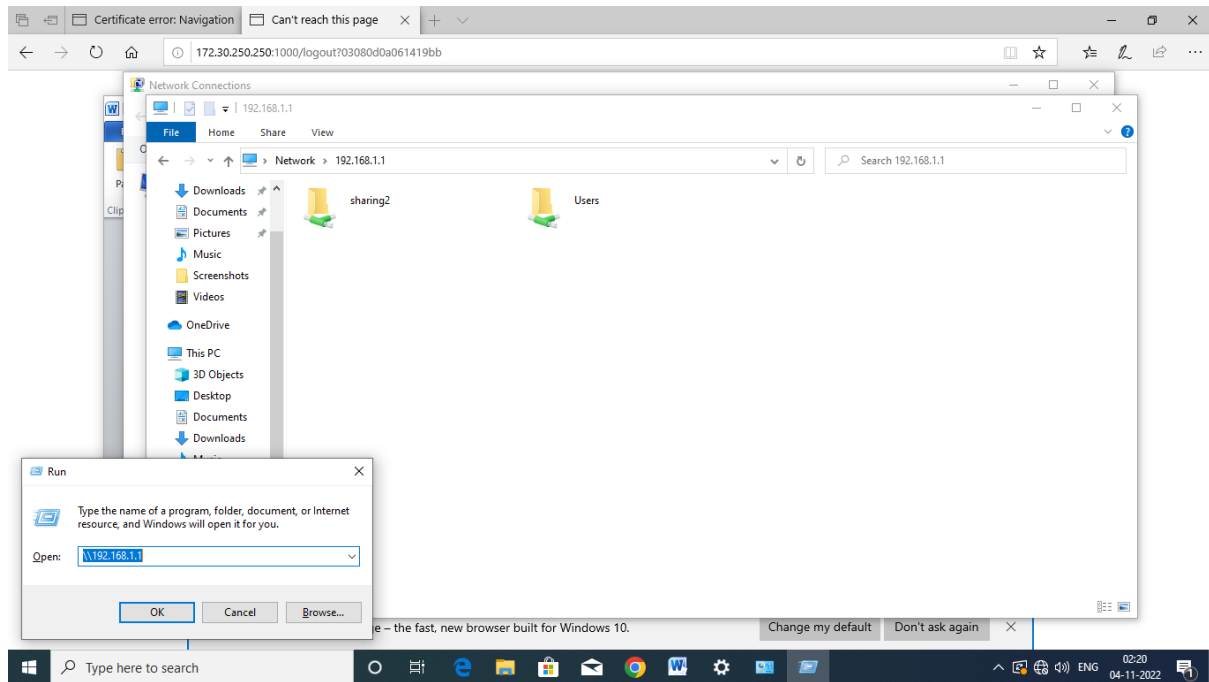 Certificate error: Navigation
Can't reach this page
172.30.250.250:1000/logout?03080d0a061419bb
Network Connections
192.168.1.1
File Home Share View
Network > 192.168.1.1
Search 192.168.1.1
Clip
Downloads
Documents
Pictures
Music
Screenshots
Videos
OneDrive
This PC
3D Objects
Desktop
Documents
Downloads
sharing2
Users
Run
Type the name of a program, folder, document, or Internet
resource, and Windows will open it for you.
Open: \\192.168.1.1
OK Cancel Browse...
– the fast, new browser built for Windows 10.
Change my default
Don't ask again
Type here to search
ENG
02:20
04-11-2022
1